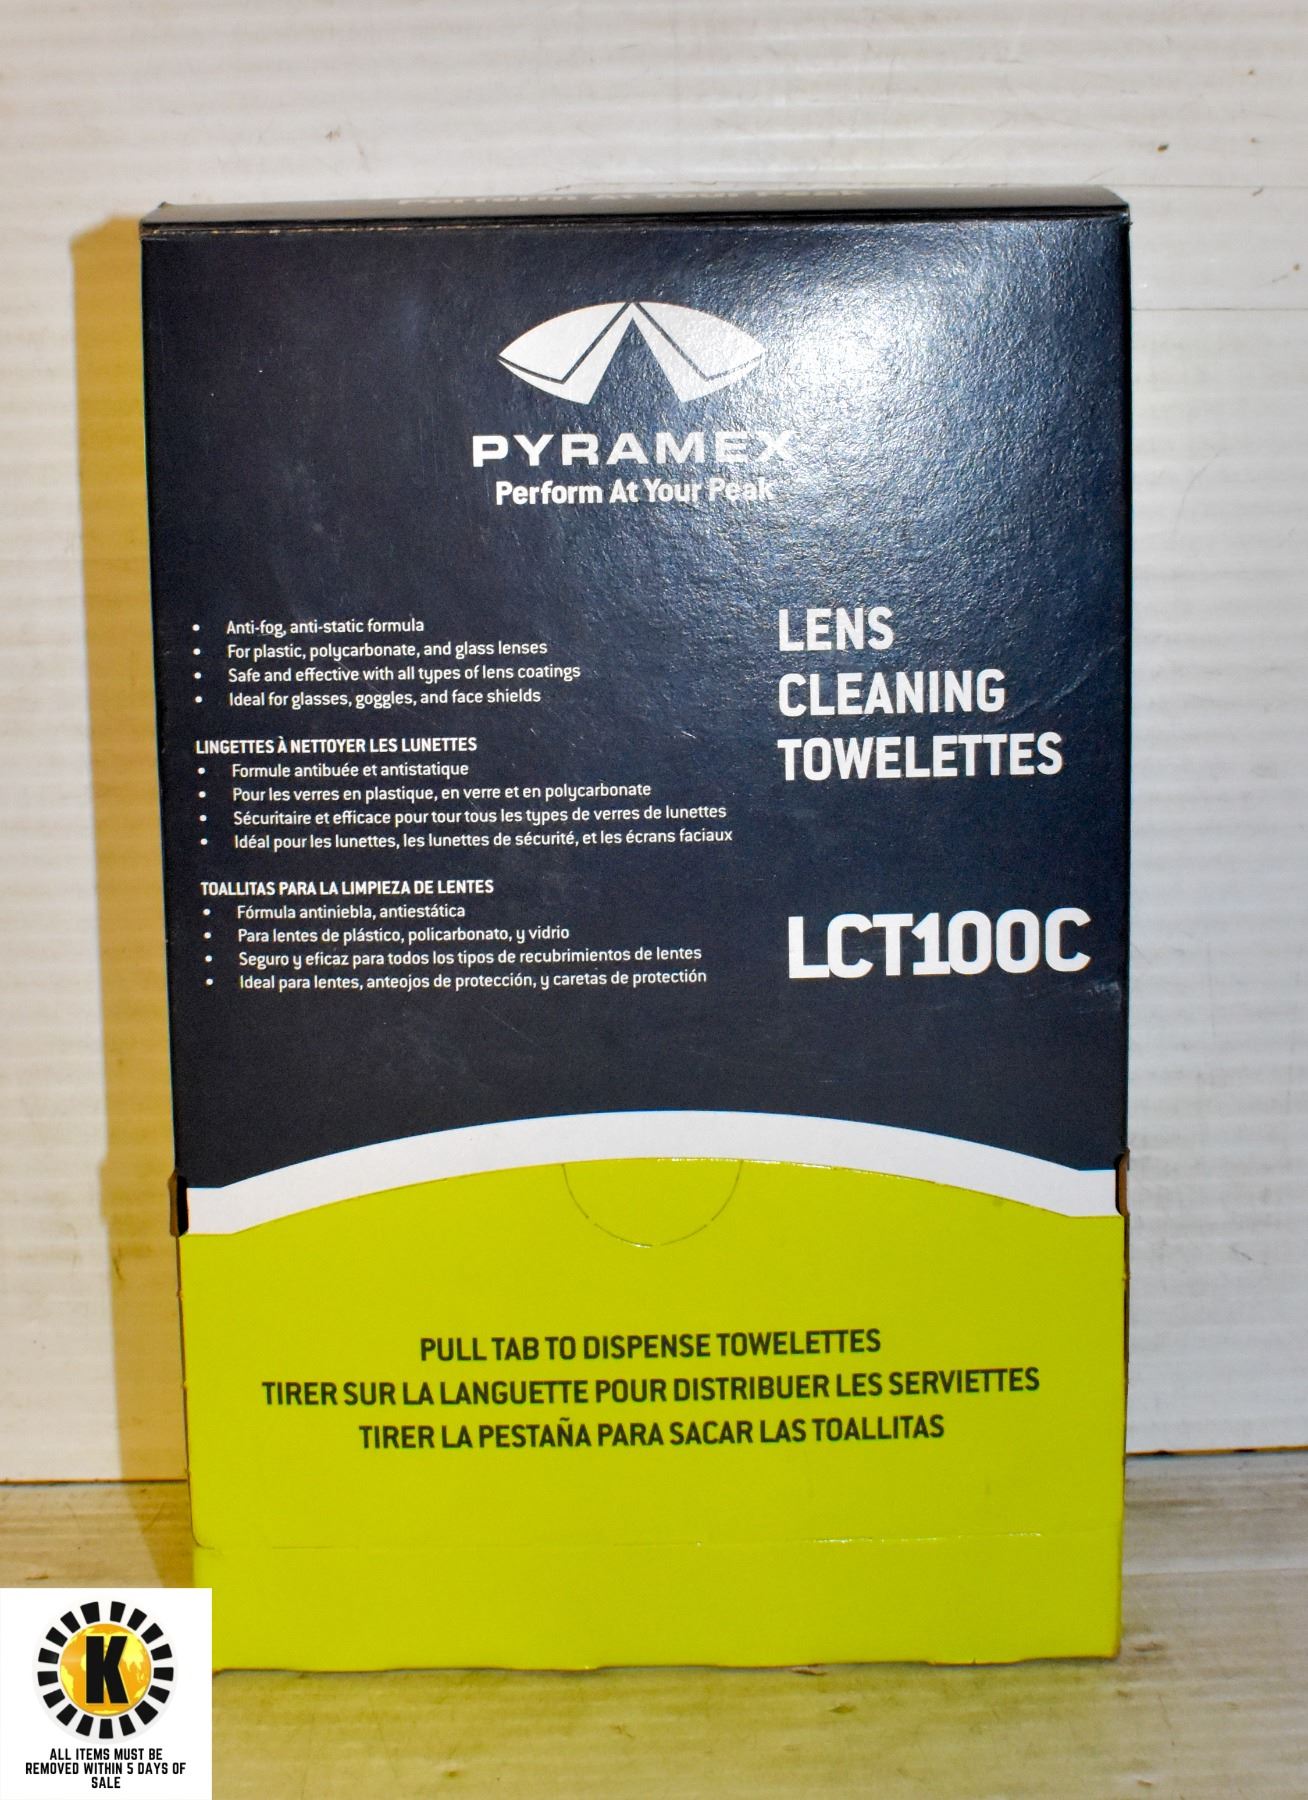 Perform At Your Peak
PYRAMEX
Perform At Your Peak
• Anti-fog, anti-static formula
• For plastic, polycarbonate, and glass lenses
• Safe and effective with all types of lens coatings
• Ideal for glasses, goggles, and face shields
LINGETTES À NETTOYER LES LUNETTES
• Formule antibuée et antistatique
• Pour les verres en plastique, en verre et en polycarbonate
• Sécuritaire et efficace pour tour tous les types de verres de lunettes
• Idéal pour les lunettes, les lunettes de sécurité, et les écrans faciaux
TOALLITAS PARA LA LIMPIEZA DE LENTES
• Fórmula antiniebla, antiestática
• Para lentes de plástico, policarbonato, y vidrio
• Seguro y eficaz para todos los tipos de recubrimientos de lentes
• Ideal para lentes, anteojos de protección, y caretas de protectión
LENS
CLEANING
TOWELETTES
LCT100C
PULL TAB TO DISPENSE TOWELETTES
TIRER SUR LA LANGUETTE POUR DISTRIBUER LES SERVIETTES
TIRER LA PESTAÑA PARA SACAR LAS TOALLITAS
K
ALL ITEMS MUST BE
REMOVED WITHIN 5 DAYS OF
SALE